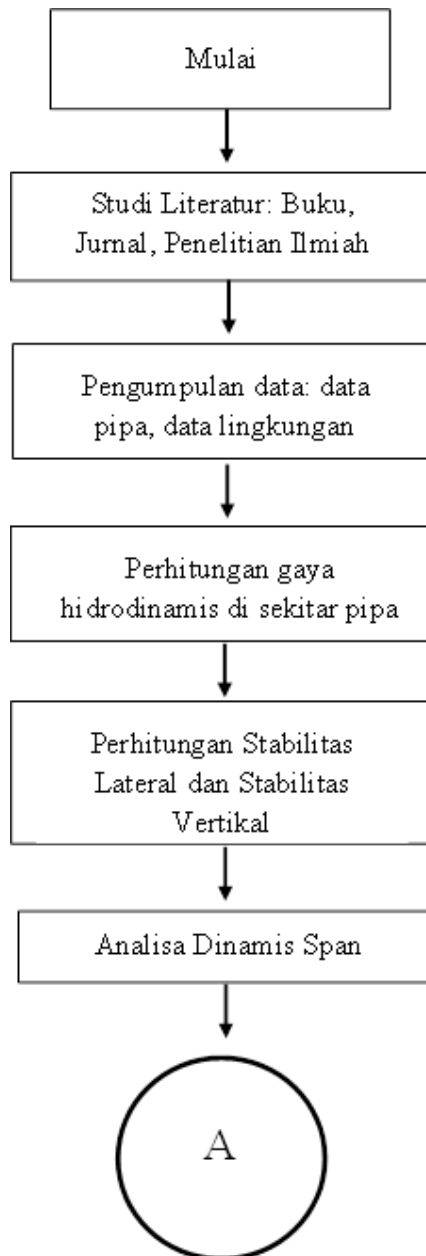 Mulai
Studi Literatur: Buku,
Jurnal, Penelitian Ilmiah
Pengumpulan data: data
pipa, data lingkungan
Perhitungan gaya
hidrodinamis di sekitar pipa
Perhitungan Stabilitas
Lateral dan Stabilitas
Vertikal
Analisa Dinamis Span
A